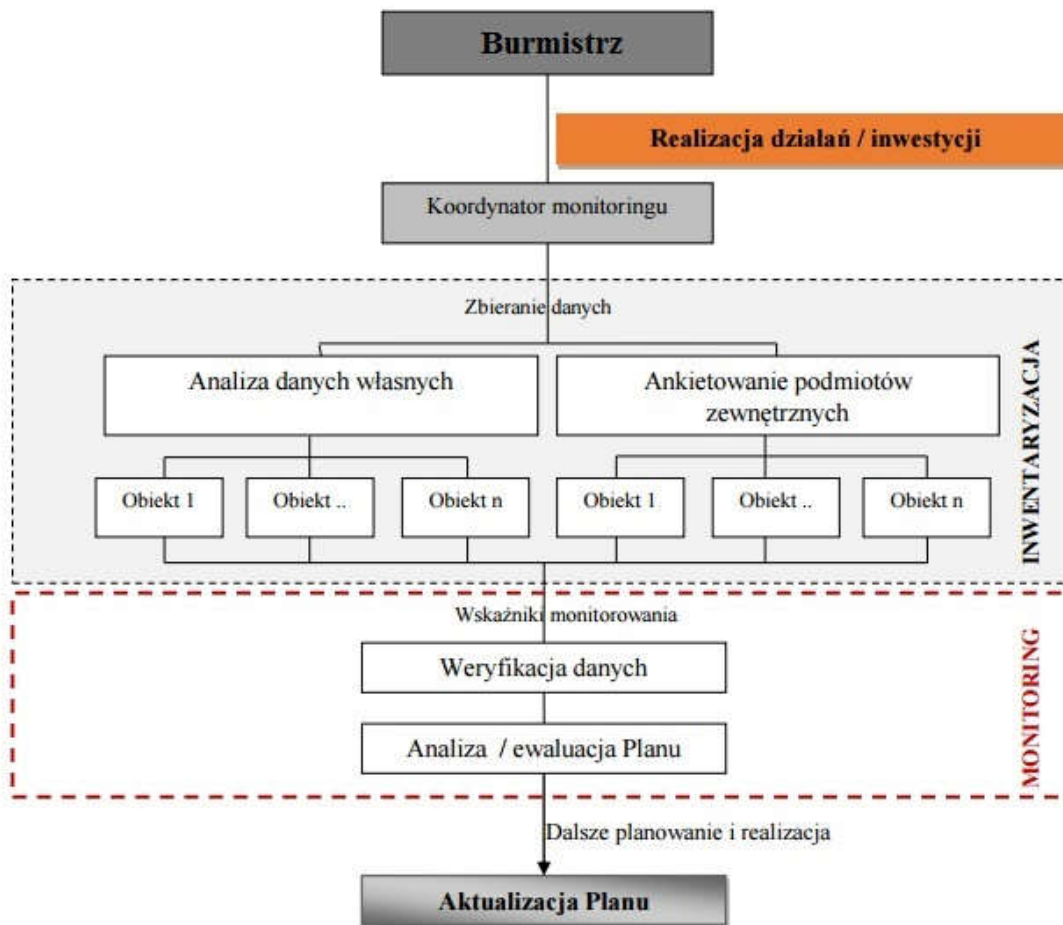 Burmistrz
Realizacja działań / inwestycji
Koordynator monitoringu
Zbieranie danych
Analiza danych własnych
Ankietowanie podmiotów
zewnętrznych
Obiekt 1
Obiekt ..
Obiekt n
Obiekt 1
Obiekt ..
Obiekt n
INWENTARYZACJA
Wskaźniki monitorowania
Weryfikacja danych
Analiza / ewaluacja Planu
MONITORING
Dalsze planowanie i realizacja
Aktualizacja Planu